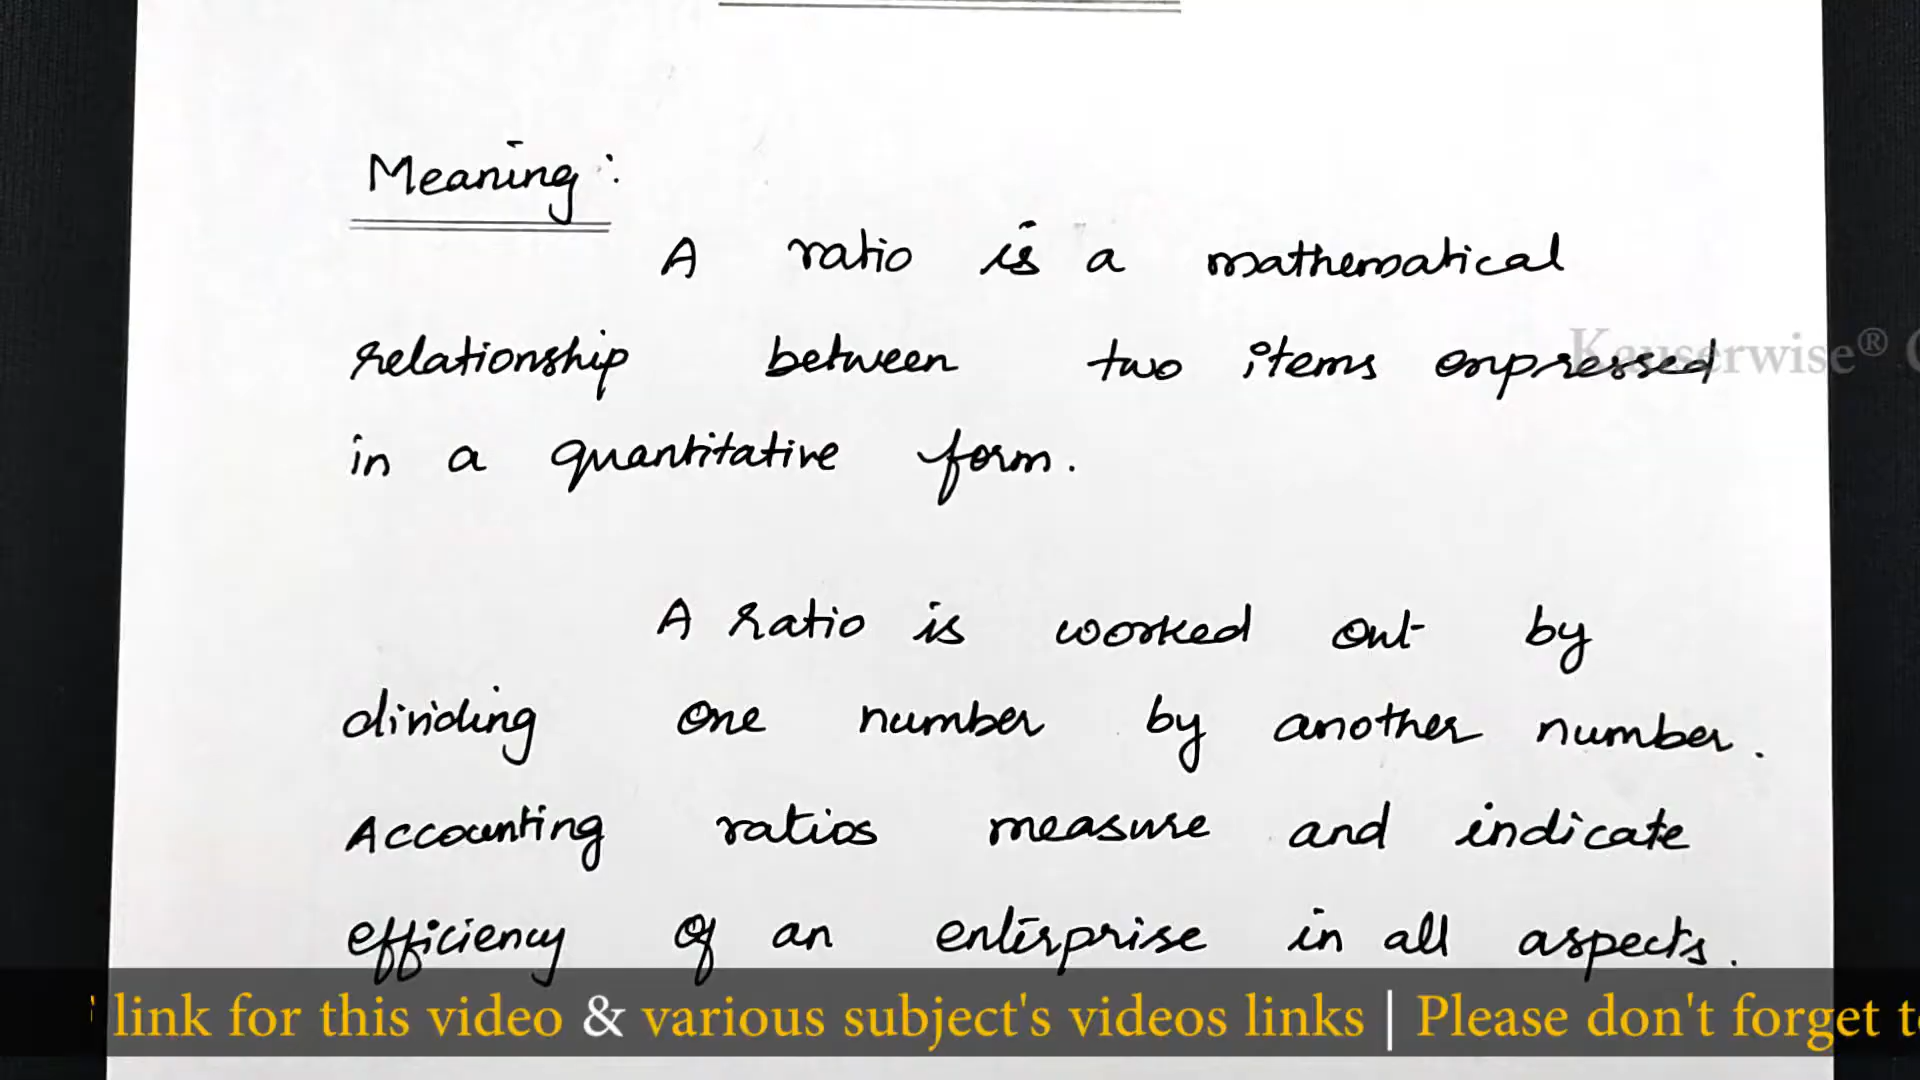 Meaning:
A ratio is a mathematical
relationship between two items expressed
Kauserwise®
in a quantitative form.
A ratio is worked out by
dividing one number by another number.
Accounting ratios measure and indicate
efficiency of an enterprise in all aspects.
link for this video & various subject's videos links | Please don't forget